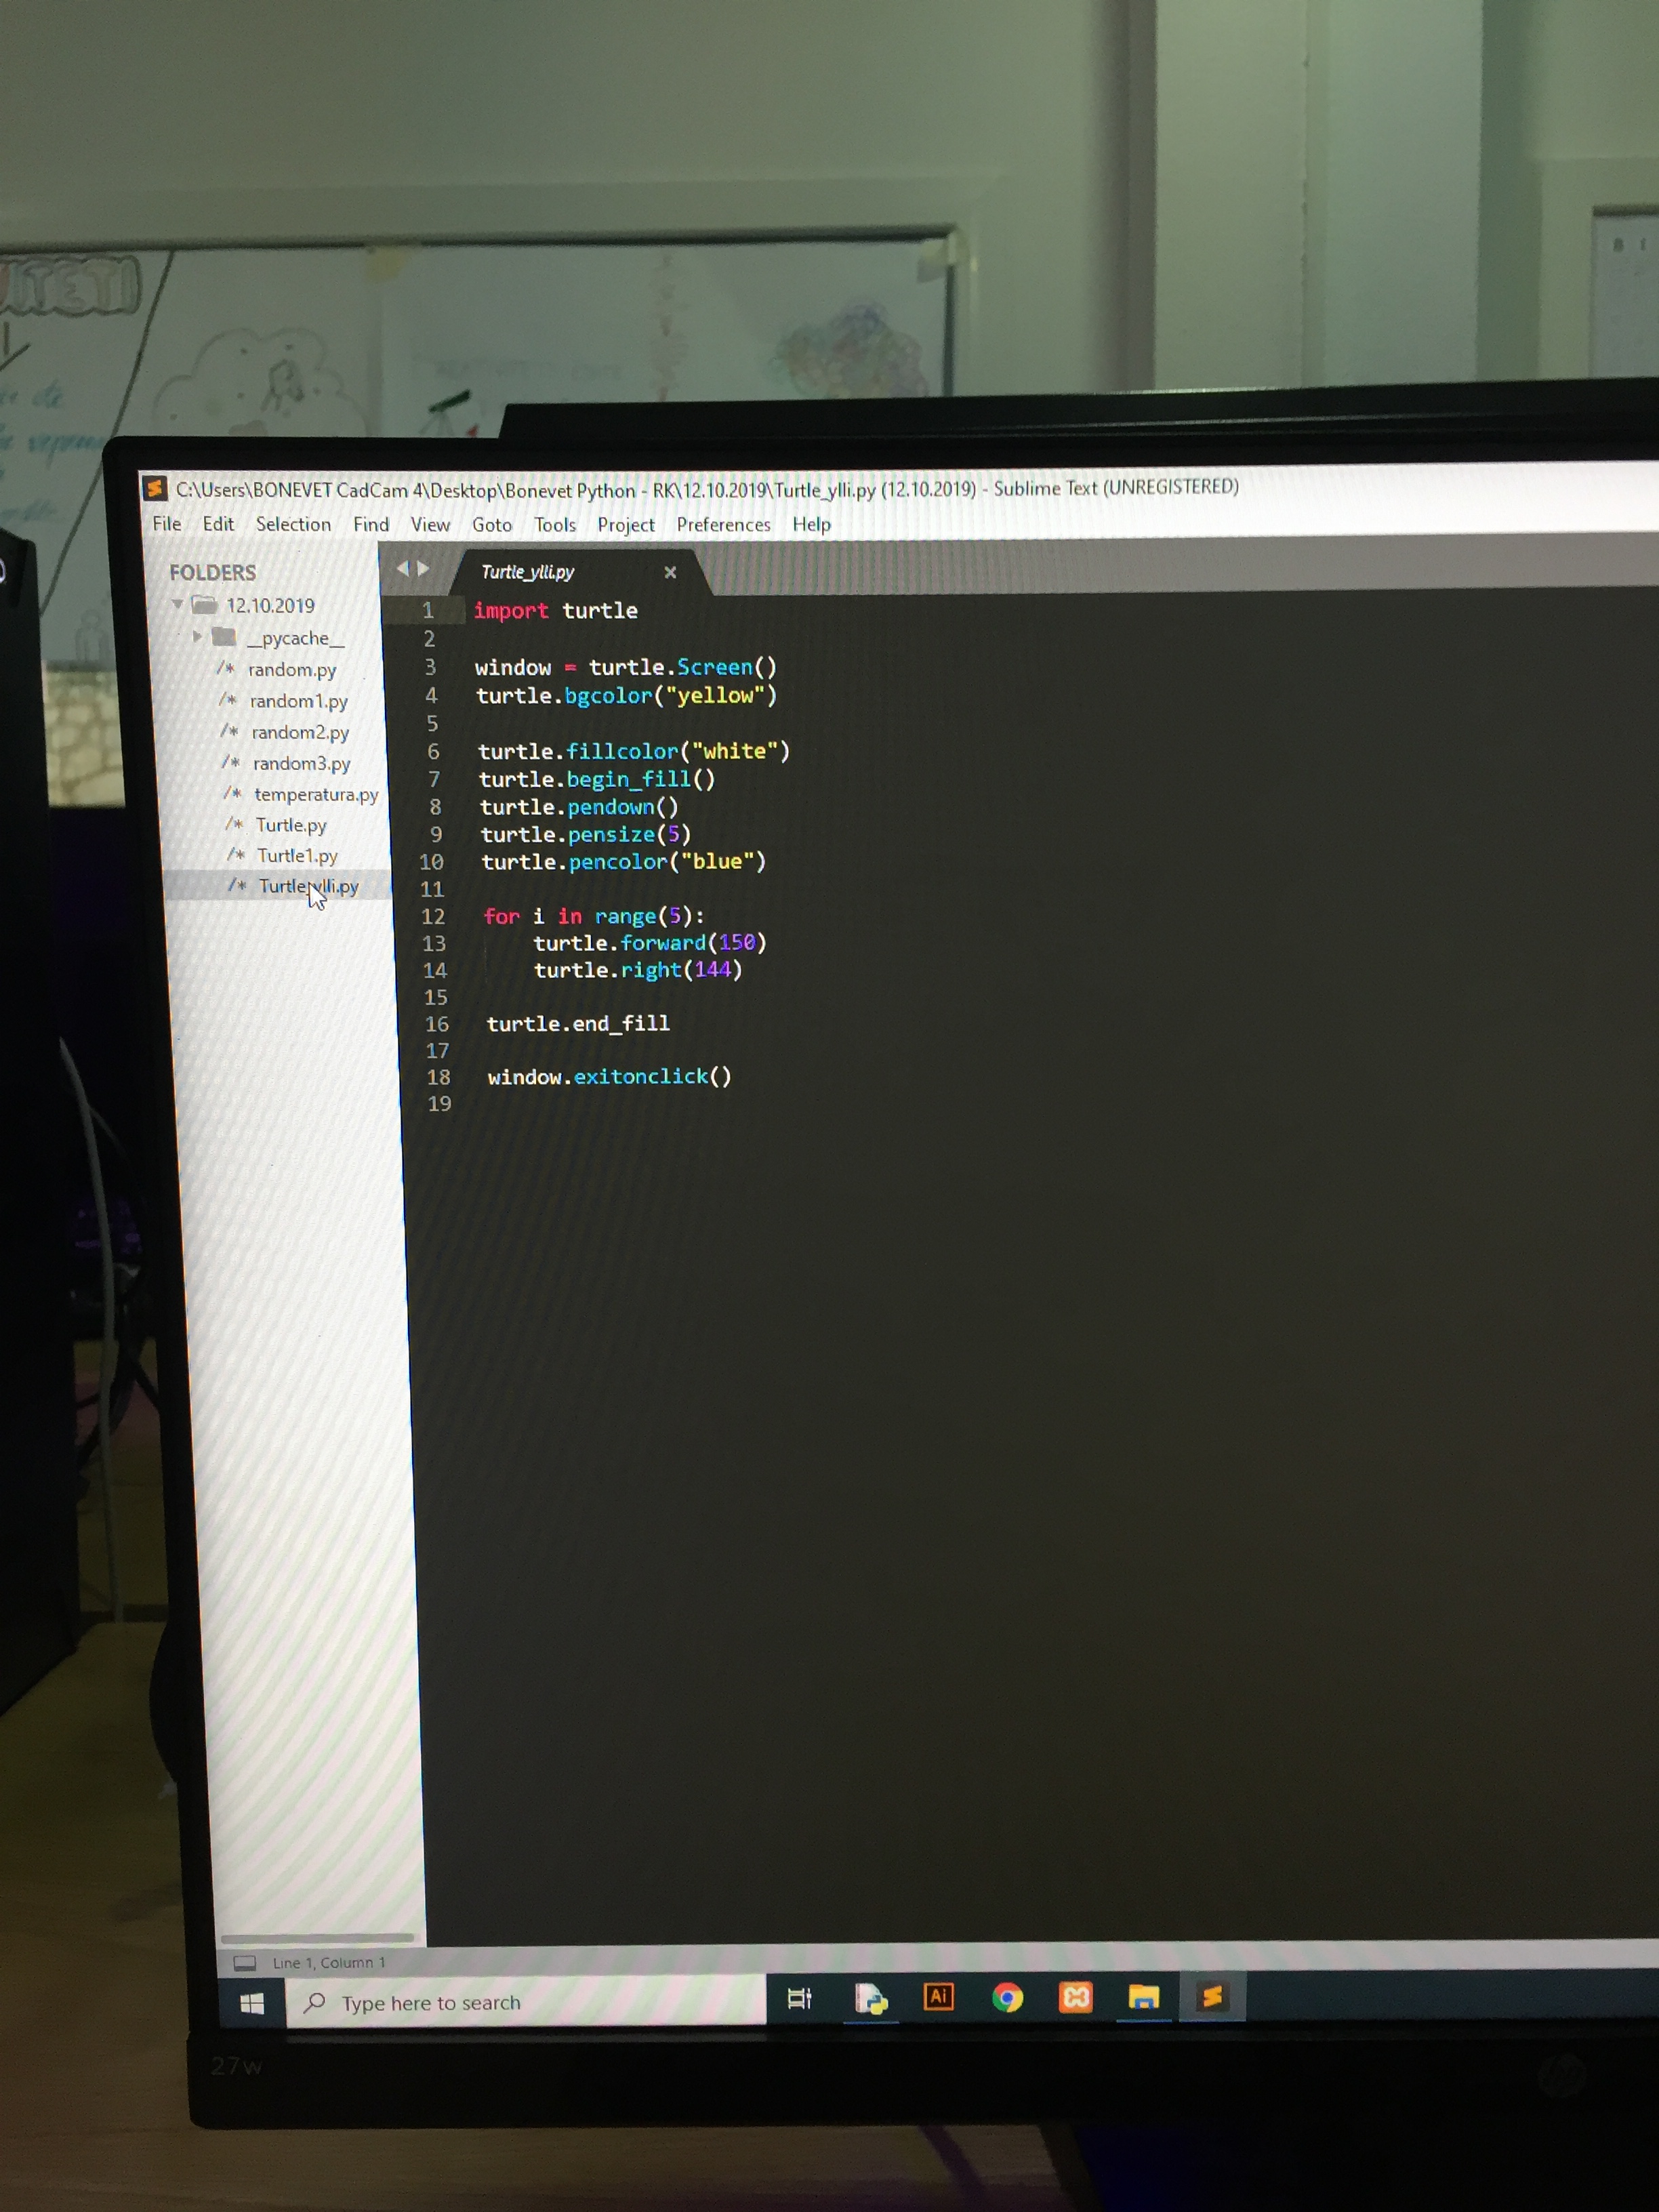 C:\Users\BONEVET CadCam 4\Desktop\Bonevet Python - RK\12.10.2019\Turtle_ylli.py (12.10.2019) - Sublime Text (UNREGISTERED)
File Edit Selection Find View Goto Tools Project Preferences Help
FOLDERS
12.10.2019
__pycache__
/* random.py
/* random1.py
/* random2.py
/* random3.py
/* temperatura.py
/* Turtle.py
/* Turtle1.py
/* Turtle_ylli.py
Turtle_ylli.py
1 import turtle
2
3 window = turtle.Screen()
4 turtle.bgcolor("yellow")
5
6 turtle.fillcolor("white")
7 turtle.begin_fill()
8 turtle.pendown()
9 turtle.pensize(5)
10 turtle.pencolor("blue")
11
12 for i in range(5):
13     turtle.forward(150)
14     turtle.right(144)
15
16 turtle.end_fill
17
18 window.exitonclick()
19
Line 1, Column 1
Type here to search
Ai
27w
hp